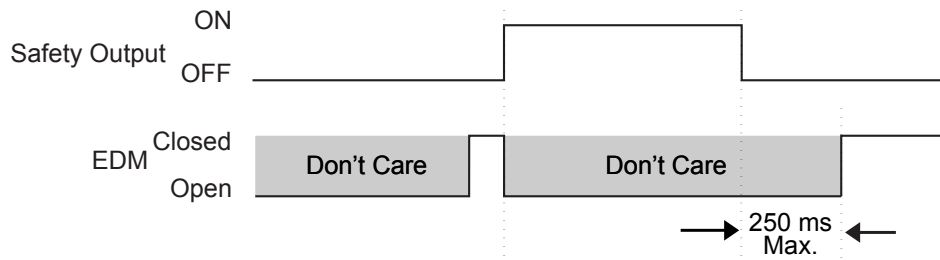 ON
Safety Output
OFF
Closed
EDM
Open
Don't Care
Don't Care
250 ms
Max.